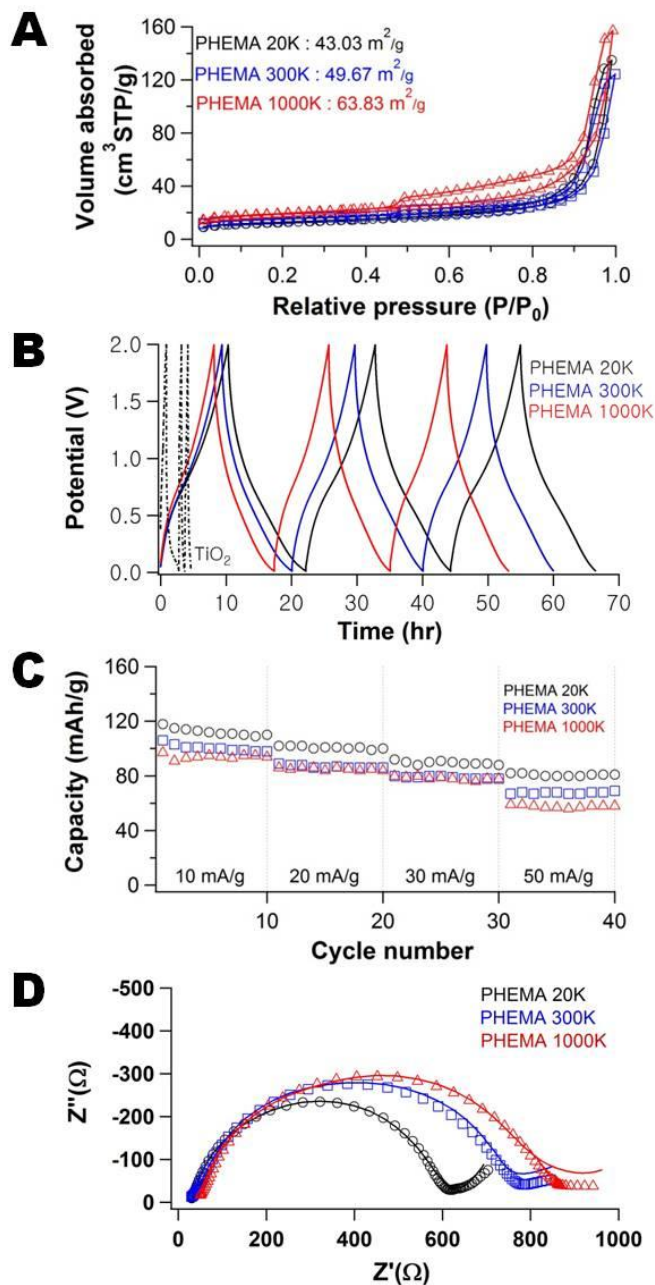 A
Volume absorbed
(cm³STP/g)
160
120
80
40
0
PHEMA 20K : 43.03 m²/g
PHEMA 300K : 49.67 m²/g
PHEMA 1000K : 63.83 m²/g
0.0 0.2 0.4 0.6 0.8 1.0
Relative pressure (P/P₀)
B
Potential (V)
2.0
1.5
1.0
0.5
0.0
PHEMA 20K
PHEMA 300K
PHEMA 1000K
TiO₂
0 10 20 30 40 50 60 70
Time (hr)
C
Capacity (mAh/g)
160
120
80
40
0
PHEMA 20K
PHEMA 300K
PHEMA 1000K
10 mA/g 20 mA/g 30 mA/g 50 mA/g
10 20 30 40
Cycle number
D
Z''(Ω)
-500
-400
-300
-200
-100
0
PHEMA 20K
PHEMA 300K
PHEMA 1000K
0 200 400 600 800 1000
Z'(Ω)